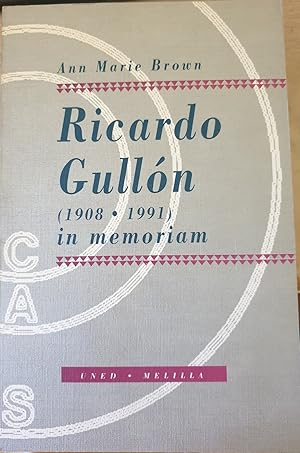 Ann Marie Brown
Ricardo
Gullón
(1908 • 1991)
in memoriam
C
A
S
UNED • MELILLA